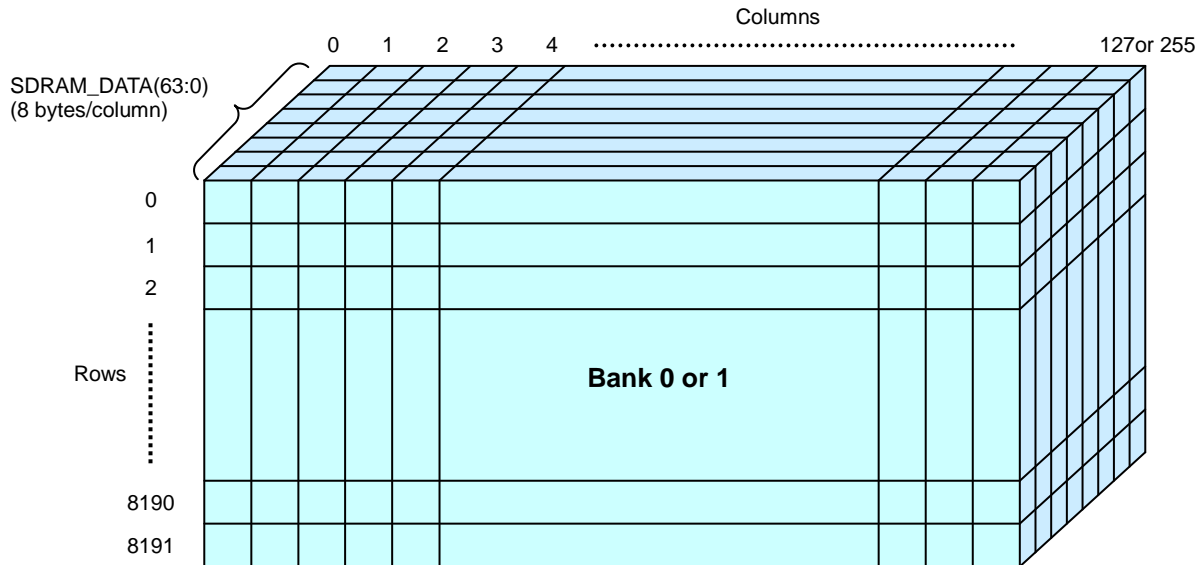 Columns
0 1 2 3 4 127or 255
SDRAM_DATA(63:0)
(8 bytes/column)
0
1
2
Rows
Bank 0 or 1
8190
8191